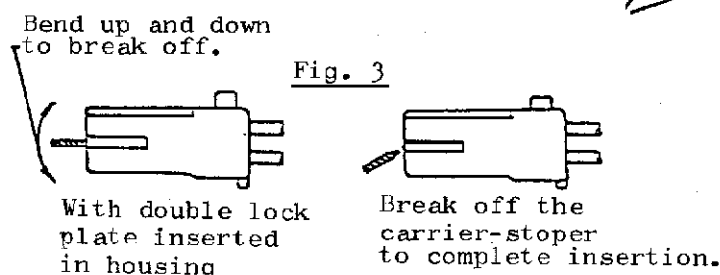 Bend up and down
to break off.
Fig. 3
With double lock
plate inserted
in housing
Break off the
carrier-stoper
to complete insertion.